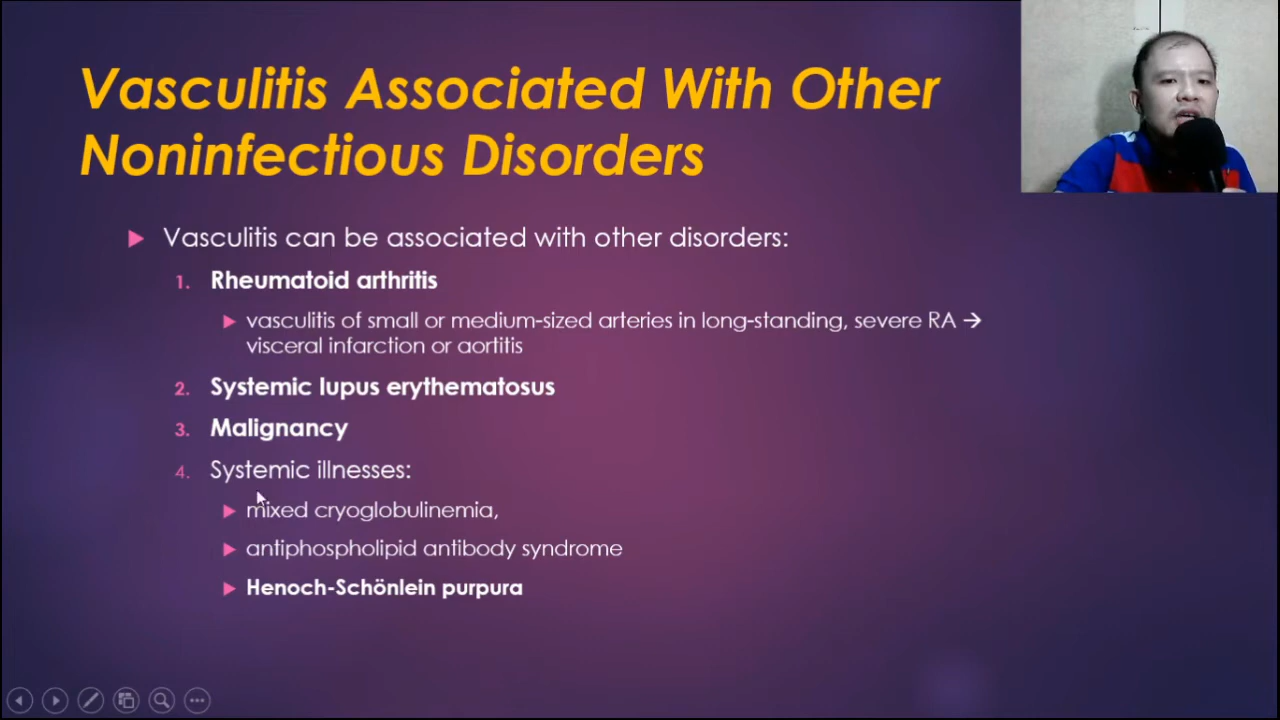 Vasculitis Associated With Other
Noninfectious Disorders
Vasculitis can be associated with other disorders:
1. Rheumatoid arthritis
vasculitis of small or medium-sized arteries in long-standing, severe RA →
visceral infarction or aortitis
2. Systemic lupus erythematosus
3. Malignancy
4. Systemic illnesses:
mixed cryoglobulinemia,
antiphospholipid antibody syndrome
Henoch-Schönlein purpura